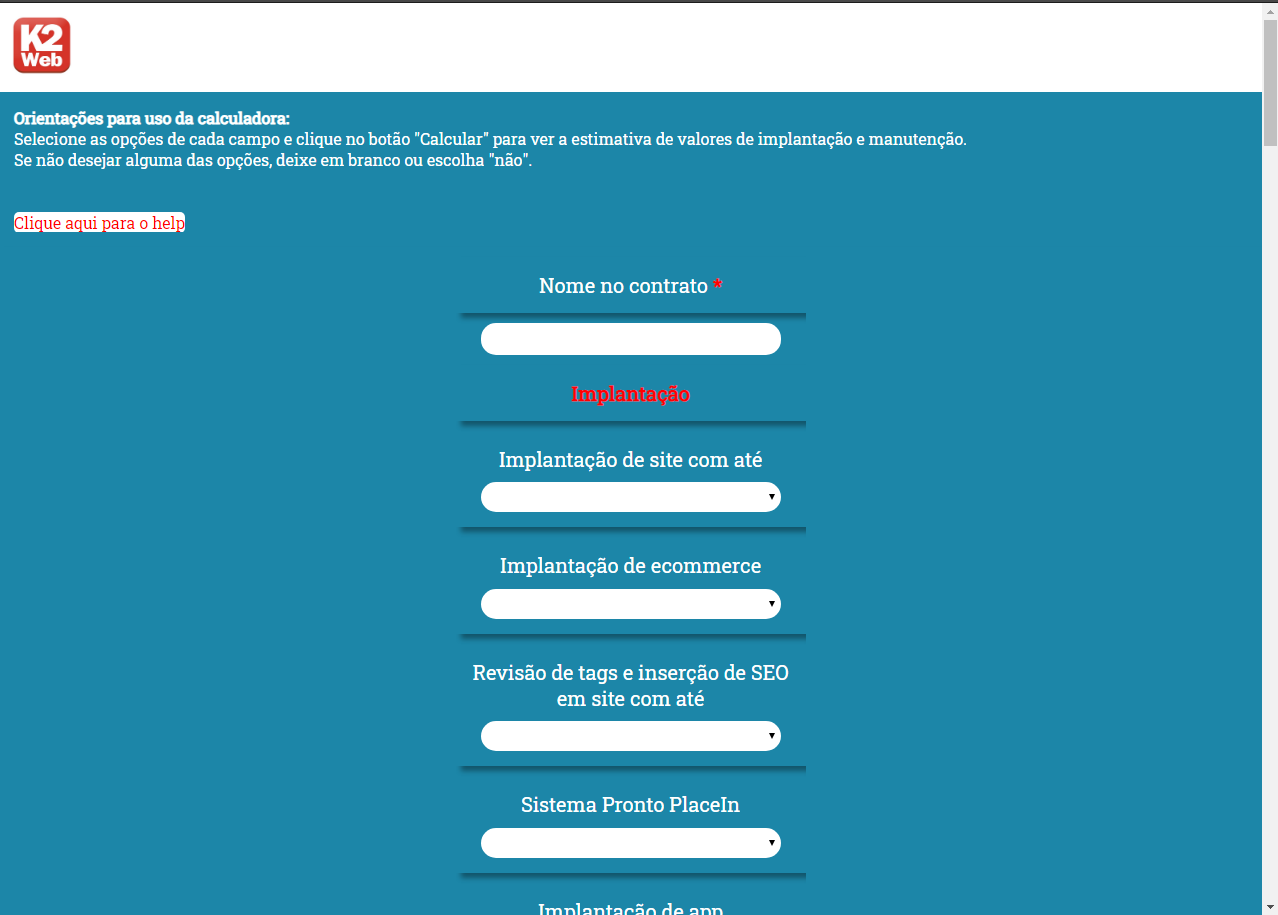 K2
Web
Orientações para uso da calculadora:
Selecione as opções de cada campo e clique no botão "Calcular" para ver a estimativa de valores de implantação e manutenção.
Se não desejar alguma das opções, deixe em branco ou escolha "não".
Clique aqui para o help
Nome no contrato *
Implantação
Implantação de site com até
Implantação de ecommerce
Revisão de tags e inserção de SEO
em site com até
Sistema Pronto PlaceIn
Implantação de app